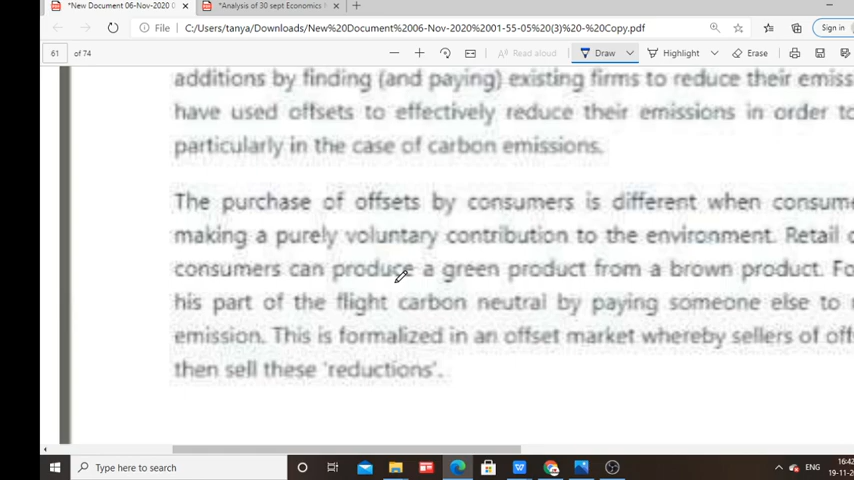 *New Document 06-Nov-2020 0
*Analysis of 30 sept Economics
File
C:/Users/tanya/Downloads/New%20Document%2006-Nov-2020%2001-55-05%20(3)%20-%20Copy.pdf
Sign in
61 of 74
Read aloud
Draw
Highlight
Erase
additions by finding (and paying) existing firms to reduce their emiss
have used offsets to effectively reduce their emissions in order to
particularly in the case of carbon emissions.
The purchase of offsets by consumers is different when consume
making a purely voluntary contribution to the environment. Retail o
consumers can produce a green product from a brown product. Fo
his part of the flight carbon neutral by paying someone else to r
emission. This is formalized in an offset market whereby sellers of off
then sell these 'reductions'.
Type here to search
ENG
16:42
19-11-2